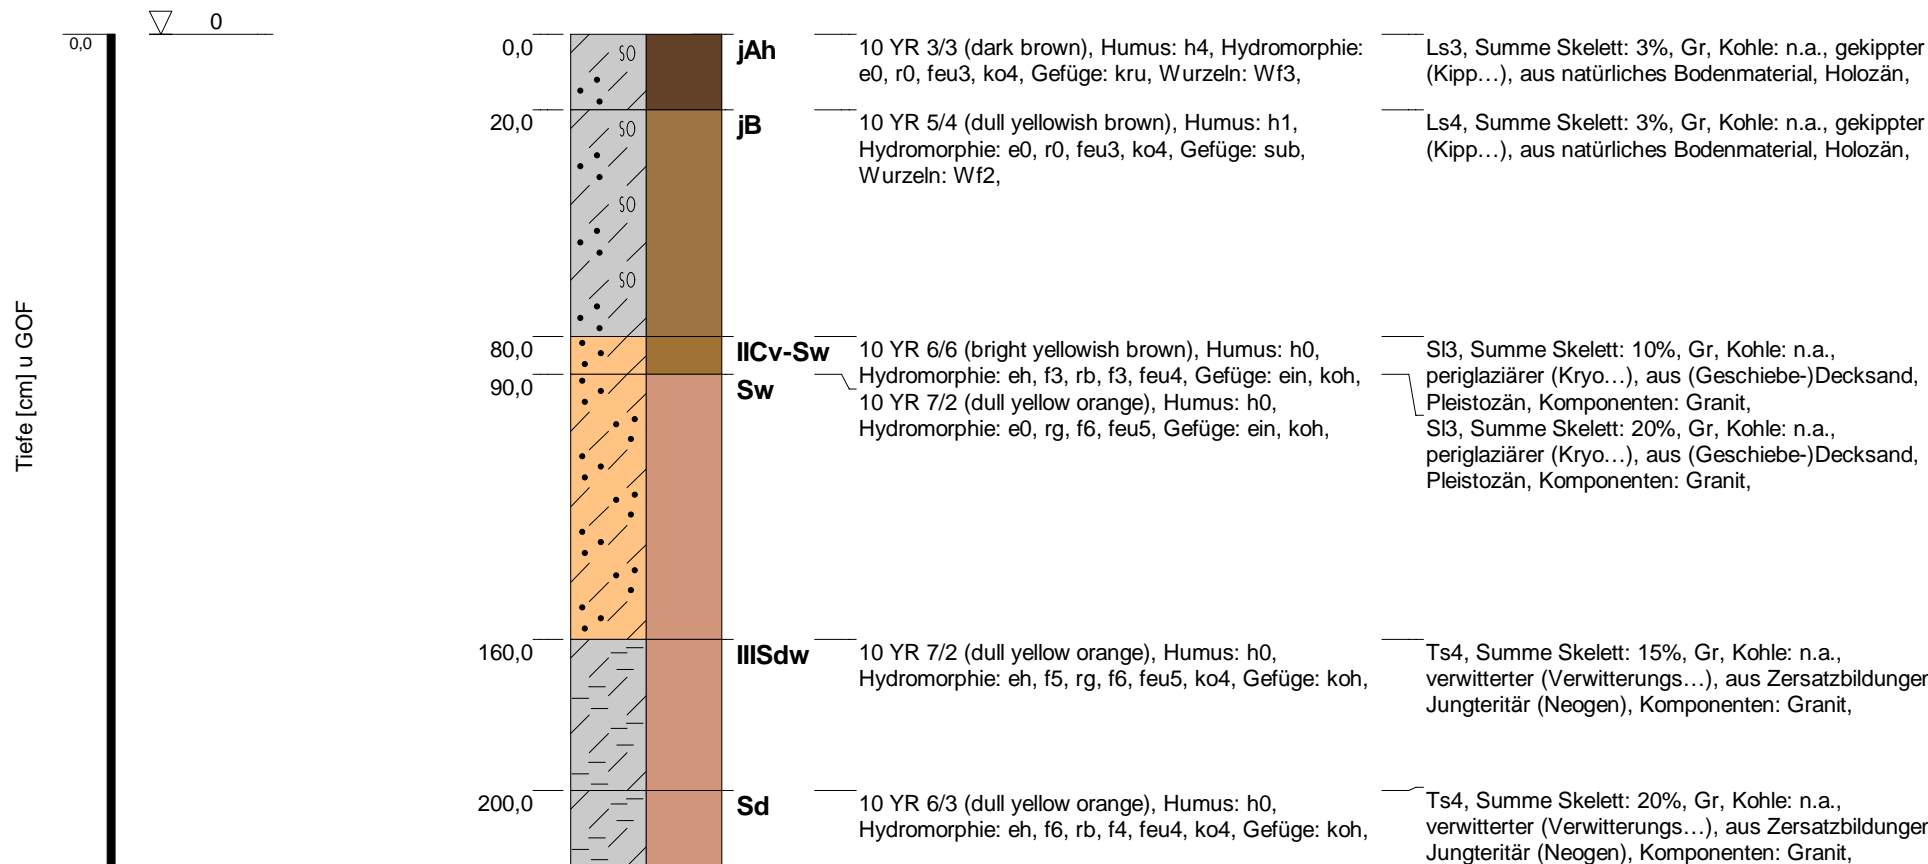 0
0,0
Tiefe [cm] u GOF
0,0
so
jAh
10 YR 3/3 (dark brown), Humus: h4, Hydromorphie:
e0, r0, feu3, ko4, Gefüge: kru, Wurzeln: Wf3,
Ls3, Summe Skelett: 3%, Gr, Kohle: n.a., gekippter
(Kipp…), aus natürliches Bodenmaterial, Holozän,
20,0
so
so
so
jB
10 YR 5/4 (dull yellowish brown), Humus: h1,
Hydromorphie: e0, r0, feu3, ko4, Gefüge: sub,
Wurzeln: Wf2,
Ls4, Summe Skelett: 3%, Gr, Kohle: n.a., gekippter
(Kipp…), aus natürliches Bodenmaterial, Holozän,
80,0
IICv-Sw
10 YR 6/6 (bright yellowish brown), Humus: h0,
Hydromorphie: eh, f3, rb, f3, feu4, Gefüge: ein, koh,
Sl3, Summe Skelett: 10%, Gr, Kohle: n.a.,
periglaziärer (Kryo…), aus (Geschiebe-)Decksand,
Pleistozän, Komponenten: Granit,
90,0
Sw
10 YR 7/2 (dull yellow orange), Humus: h0,
Hydromorphie: e0, rg, f6, feu5, Gefüge: ein, koh,
Sl3, Summe Skelett: 20%, Gr, Kohle: n.a.,
periglaziärer (Kryo…), aus (Geschiebe-)Decksand,
Pleistozän, Komponenten: Granit,
160,0
IIISdw
10 YR 7/2 (dull yellow orange), Humus: h0,
Hydromorphie: eh, f5, rg, f6, feu5, ko4, Gefüge: koh,
Ts4, Summe Skelett: 15%, Gr, Kohle: n.a.,
verwitterter (Verwitterungs…), aus Zersatzbildungen
Jungteritär (Neogen), Komponenten: Granit,
200,0
Sd
10 YR 6/3 (dull yellow orange), Humus: h0,
Hydromorphie: eh, f6, rb, f4, feu4, ko4, Gefüge: koh,
Ts4, Summe Skelett: 20%, Gr, Kohle: n.a.,
verwitterter (Verwitterungs…), aus Zersatzbildungen
Jungteritär (Neogen), Komponenten: Granit,